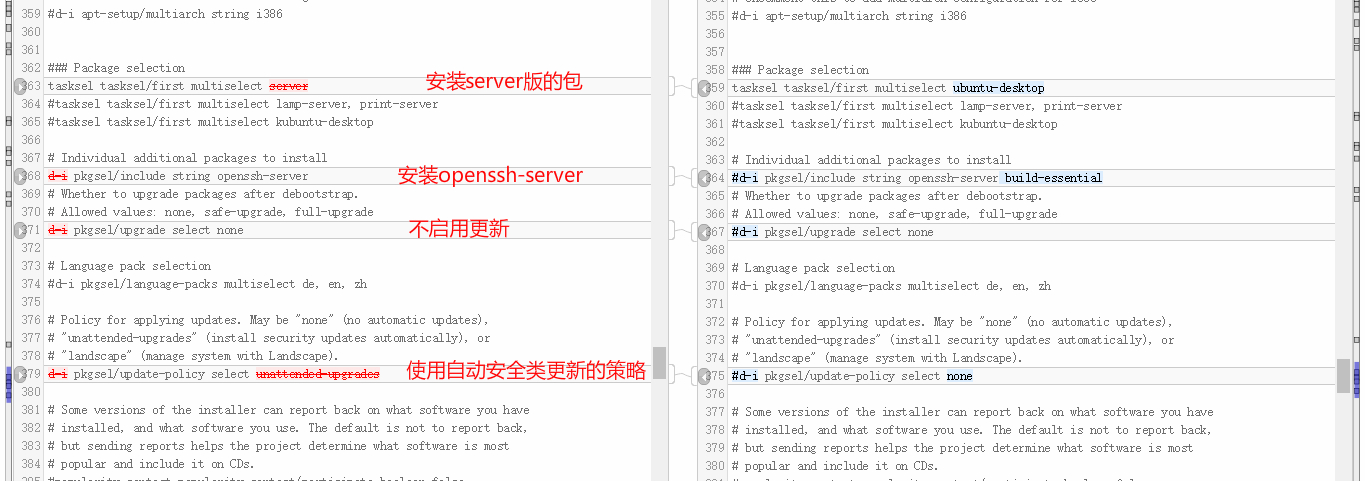 359 #d-i apt-setup/multiarch string i386
360
361
362 ### Package selection
363 tasksel tasksel/first multiselect server
安装server版的包
364 #tasksel tasksel/first multiselect lamp-server, print-server
365 #tasksel tasksel/first multiselect kubuntu-desktop
366
367 # Individual additional packages to install
368 d-i pkgsel/include string openssh-server
安装openssh-server
369 # Whether to upgrade packages after debootstrap.
370 # Allowed values: none, safe-upgrade, full-upgrade
371 d-i pkgsel/upgrade select none
不启用更新
372
373 # Language pack selection
374 #d-i pkgsel/language-packs multiselect de, en, zh
375
376 # Policy for applying updates. May be "none" (no automatic updates),
377 # "unattended-upgrades" (install security updates automatically), or
378 # "landscape" (manage system with Landscape).
379 d-i pkgsel/update-policy select unattended-upgrades
使用自动安全类更新的策略
380
381 # Some versions of the installer can report back on what software you have
382 # installed, and what software you use. The default is not to report back,
383 # but sending reports helps the project determine what software is most
384 # popular and include it on CDs.
355 #d-i apt-setup/multiarch string i386
356
357
358 ### Package selection
359 tasksel tasksel/first multiselect ubuntu-desktop
360 #tasksel tasksel/first multiselect lamp-server, print-server
361 #tasksel tasksel/first multiselect kubuntu-desktop
362
363 # Individual additional packages to install
364 #d-i pkgsel/include string openssh-server build-essential
365 # Whether to upgrade packages after debootstrap.
366 # Allowed values: none, safe-upgrade, full-upgrade
367 #d-i pkgsel/upgrade select none
368
369 # Language pack selection
370 #d-i pkgsel/language-packs multiselect de, en, zh
371
372 # Policy for applying updates. May be "none" (no automatic updates),
373 # "unattended-upgrades" (install security updates automatically), or
374 # "landscape" (manage system with Landscape).
375 #d-i pkgsel/update-policy select none
376
377 # Some versions of the installer can report back on what software you have
378 # installed, and what software you use. The default is not to report back,
379 # but sending reports helps the project determine what software is most
380 # popular and include it on CDs.